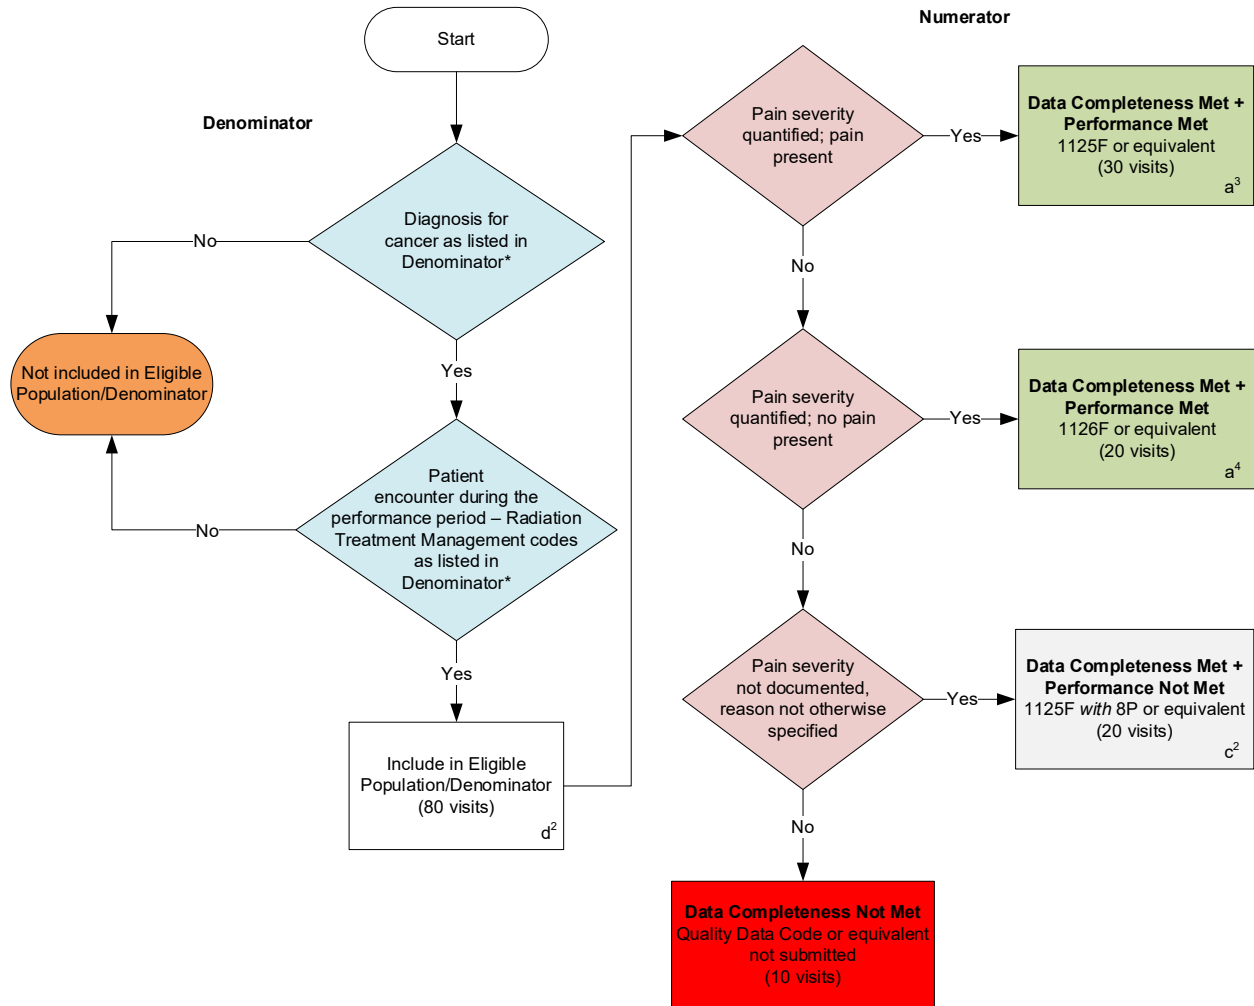 Start
Denominator
Diagnosis for
cancer as listed in
Denominator*
No
Yes
Not included in Eligible
Population/Denominator
Patient
encounter during the
performance period – Radiation
Treatment Management codes
as listed in
Denominator*
No
Yes
Include in Eligible
Population/Denominator
(80 visits)
d²
Numerator
Pain severity
quantified; pain
present
Yes
Data Completeness Met +
Performance Met
1125F or equivalent
(30 visits)
a³
No
Pain severity
quantified; no pain
present
Yes
Data Completeness Met +
Performance Met
1126F or equivalent
(20 visits)
a⁴
No
Pain severity
not documented,
reason not otherwise
specified
Yes
Data Completeness Met +
Performance Not Met
1125F with 8P or equivalent
(20 visits)
c²
No
Data Completeness Not Met
Quality Data Code or equivalent
not submitted
(10 visits)